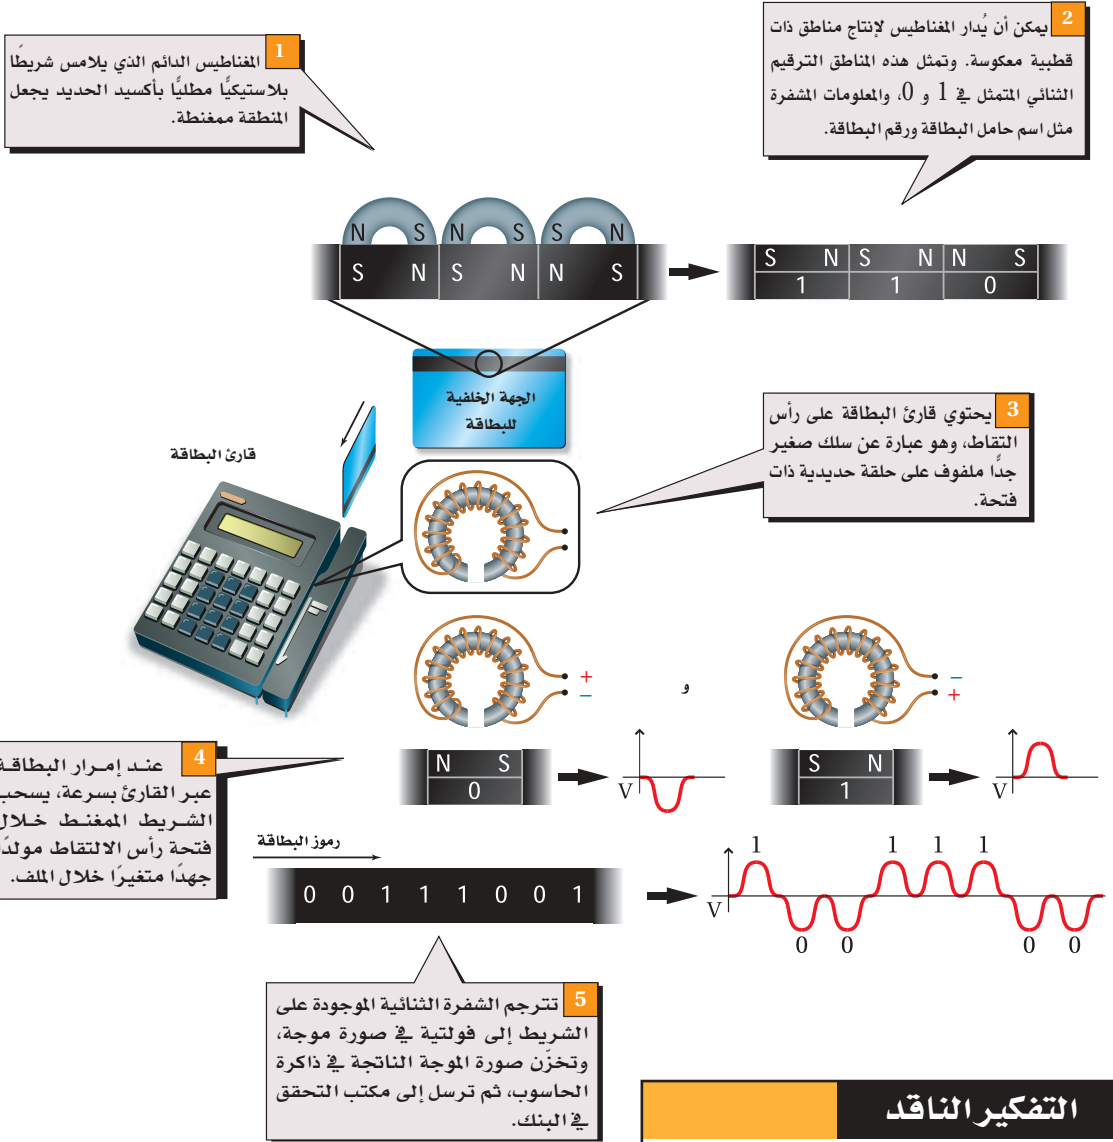 1
المغناطيس الدائم الذي يلامس شريطًا
بلاستيكيًّا مطليًّا بأكسيد الحديد يجعل
المنطقة ممغنطة.
2
يمكن أن يُدار المغناطيس لإنتاج مناطق ذات
قطبية معكوسة. وتمثل هذه المناطق الترقيم
الثنائي المتمثل في 1 و 0، والمعلومات المشفرة
مثل اسم حامل البطاقة ورقم البطاقة.
N S N S S N
S N S N N S
S N S N N S
1 1 0
الجهة الخلفية
للبطاقة
قارئ البطاقة
3
يحتوي قارئ البطاقة على رأس
التقاط، وهو عبارة عن سلك صغير
جدًّا ملفوف على حلقة حديدية ذات
فتحة.
+
−
و
−
+
4
عند إمرار البطاقة
عبر القارئ بسرعة، يسحب
الشريط الممغنط خلال
فتحة رأس الالتقاط مولدًا
جهدًا متغيرًا خلال الملف.
N S
0
V
S N
1
V
رموز البطاقة
0 0 1 1 1 0 0 1
1 1 1 1
V
0 0 0 0
5
تترجم الشفرة الثنائية الموجودة على
الشريط إلى فولتية في صورة موجة،
وتخزّن صورة الموجة الناتجة في ذاكرة
الحاسوب، ثم ترسل إلى مكتب التحقق
في البنك.
التفكير الناقد